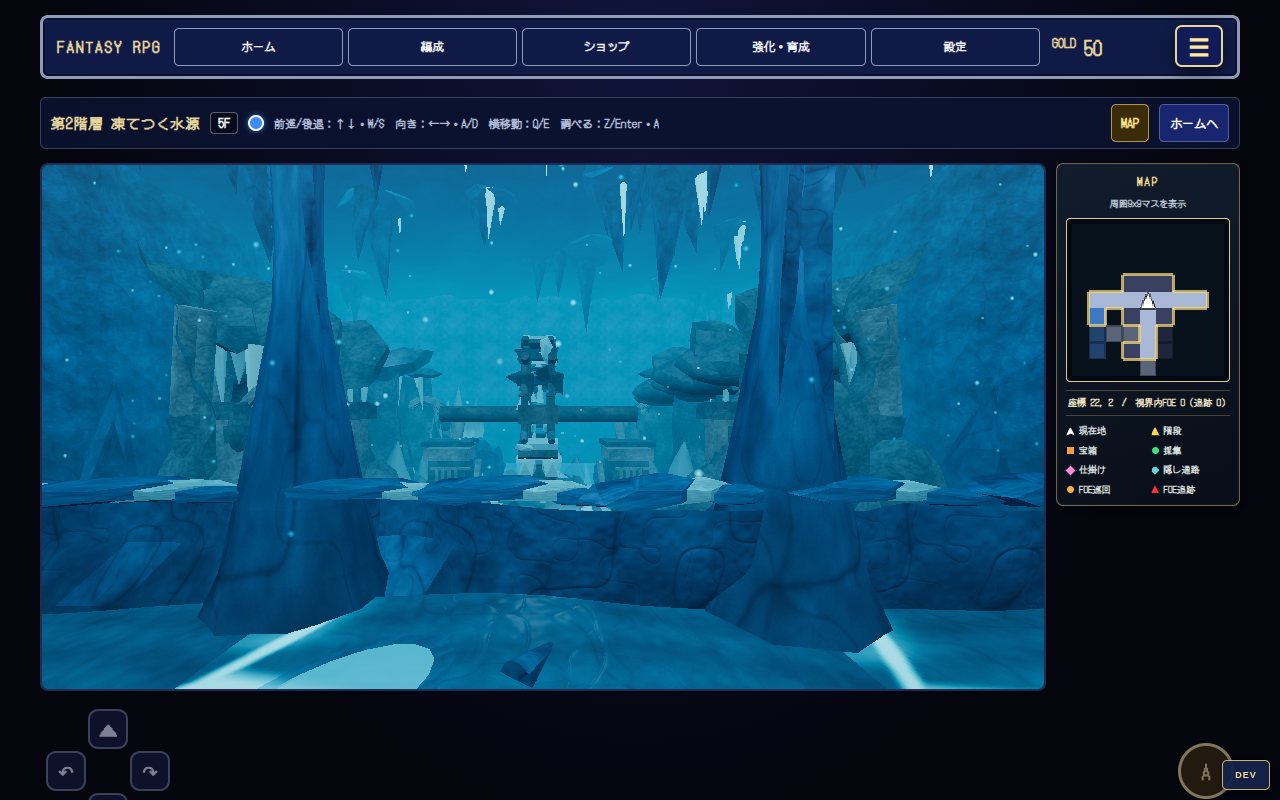 FANTASY RPG
ホーム
編成
ショップ
強化・育成
設定
GOLD 50
第2階層 凍てつく水源
5F
前進/後退：↑↓・W/S 向き：←→・A/D 横移動：Q/E 調べる：Z/Enter・A
MAP
ホームへ
MAP
周囲9x9マスを表示
座標 22, 2 / 視界内FOE 0 (追跡 0)
現在地
階段
宝箱
採集
仕掛け
隠し通路
FOE巡回
FOE追跡
A
DEV